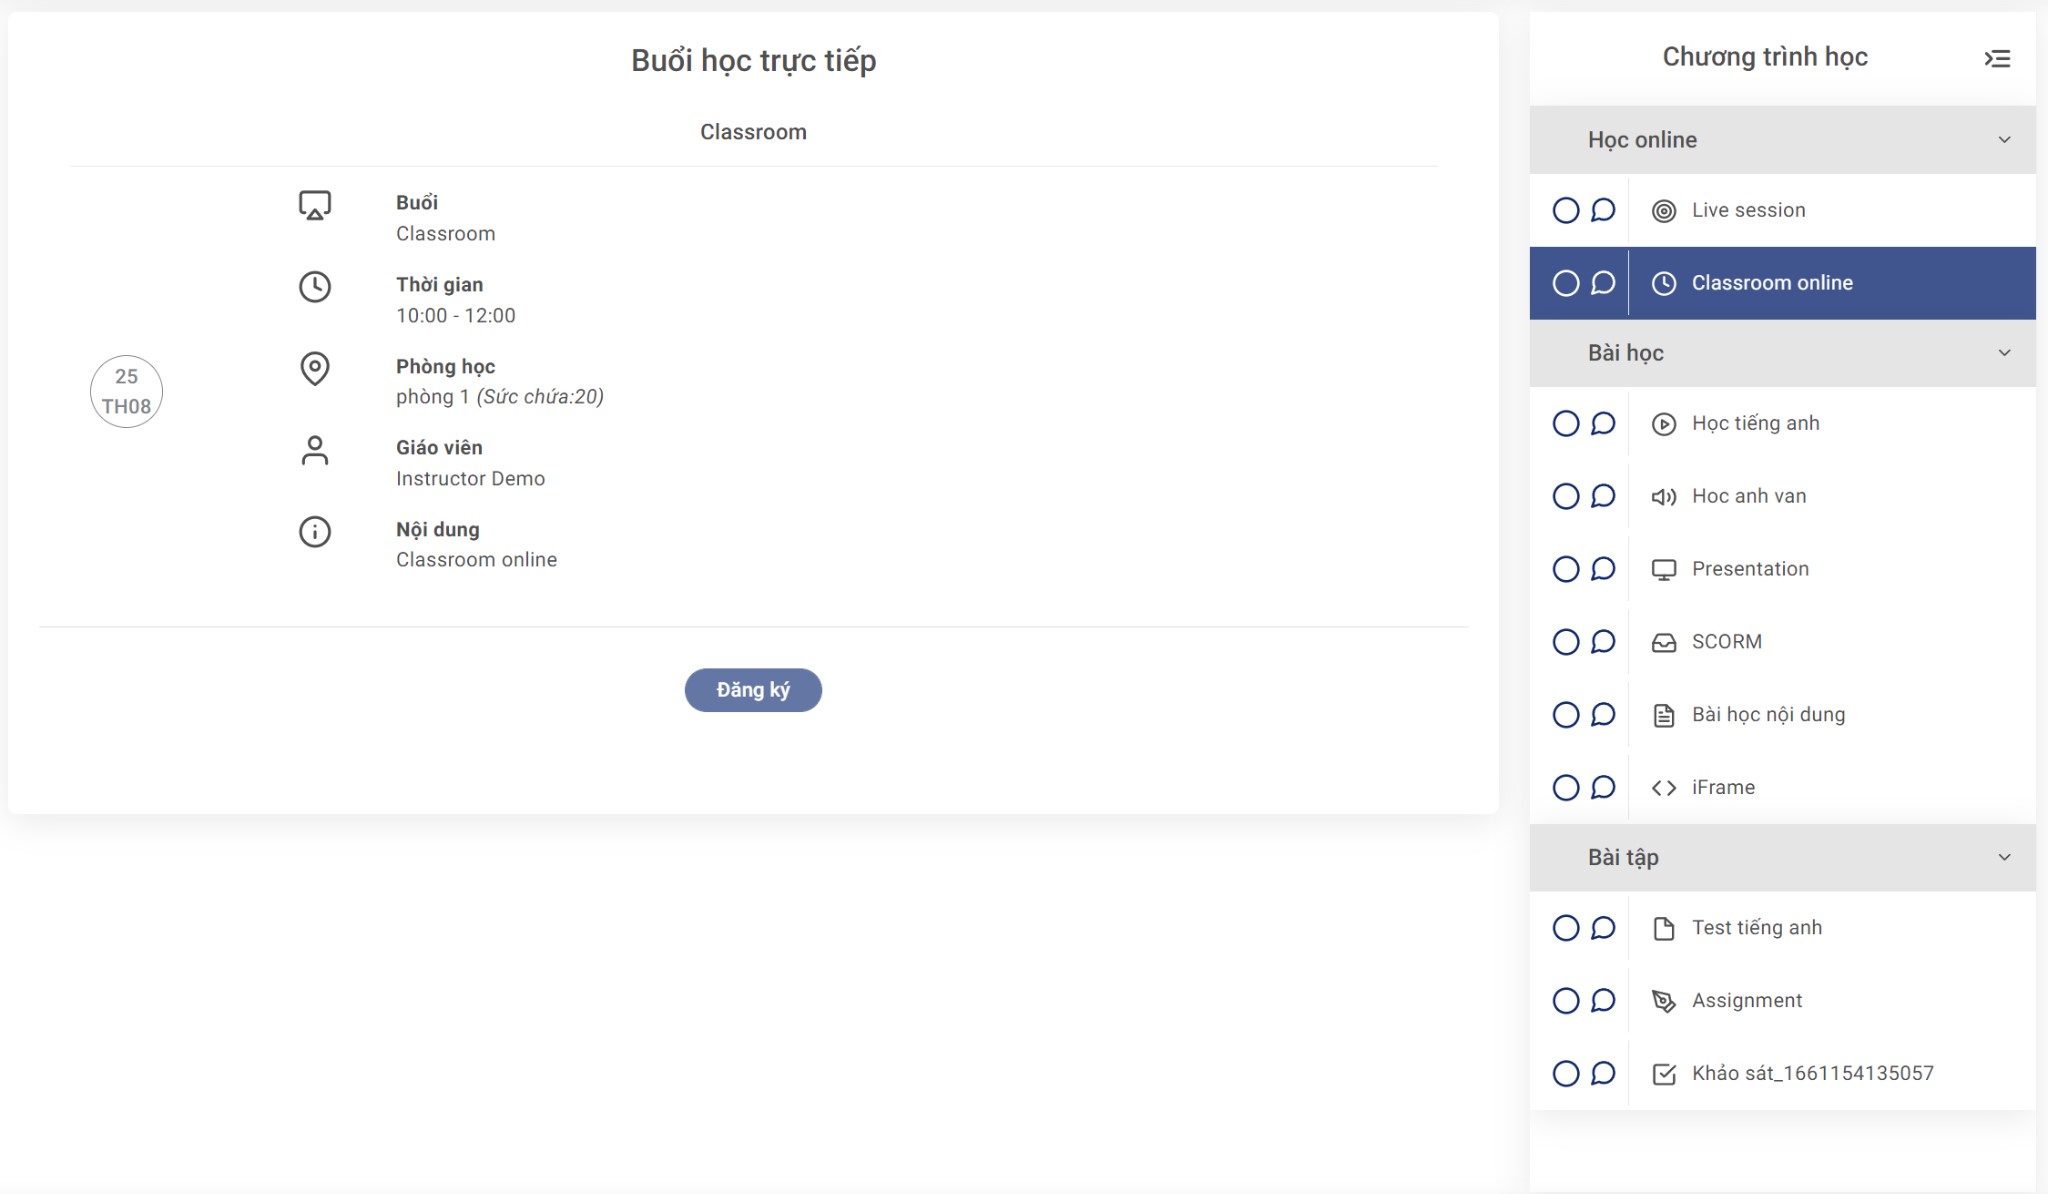 Buổi học trực tiếp
Classroom
25
TH08
Buổi
Classroom
Thời gian
10:00 - 12:00
Phòng học
phòng 1 (Sức chứa:20)
Giáo viên
Instructor Demo
Nội dung
Classroom online
Đăng ký
Chương trình học
Học online
Live session
Classroom online
Bài học
Học tiếng anh
Hoc anh van
Presentation
SCORM
Bài học nội dung
iFrame
Bài tập
Test tiếng anh
Assignment
Khảo sát_1661154135057